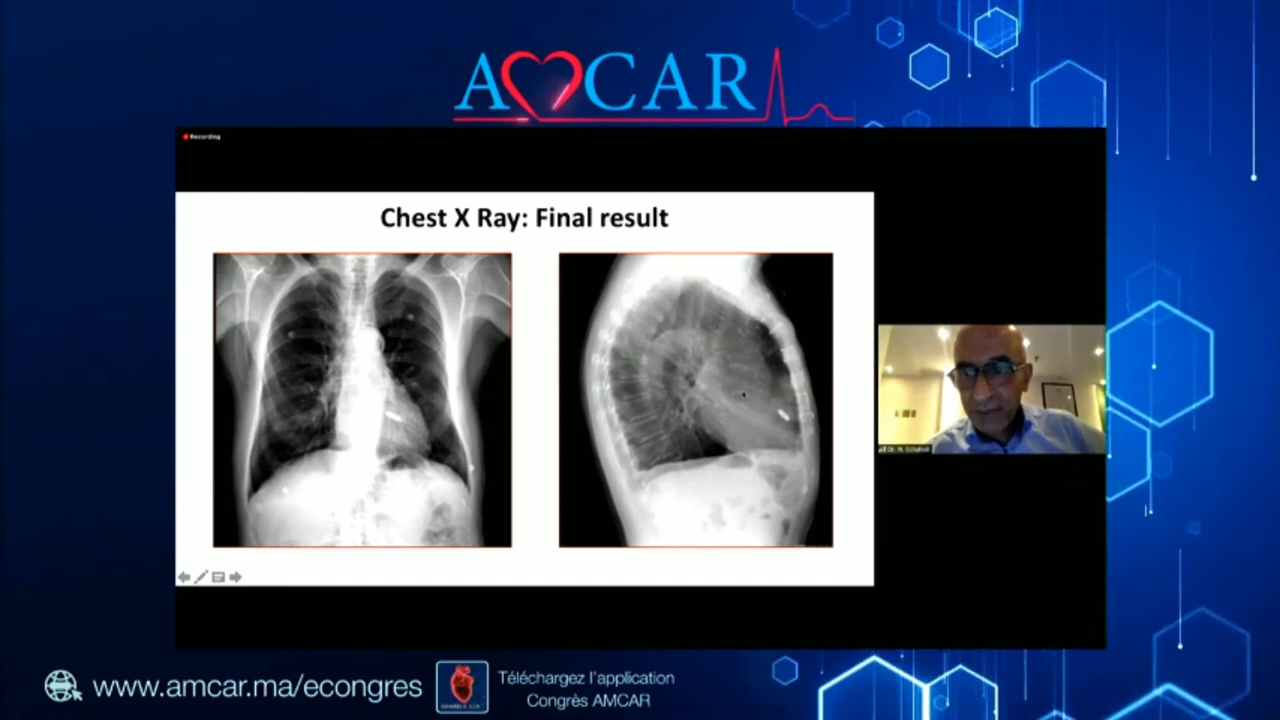 AMCAR
Recording
Chest X Ray: Final result
www.amcar.ma/econgres
Téléchargez l'application
Congrès AMCAR